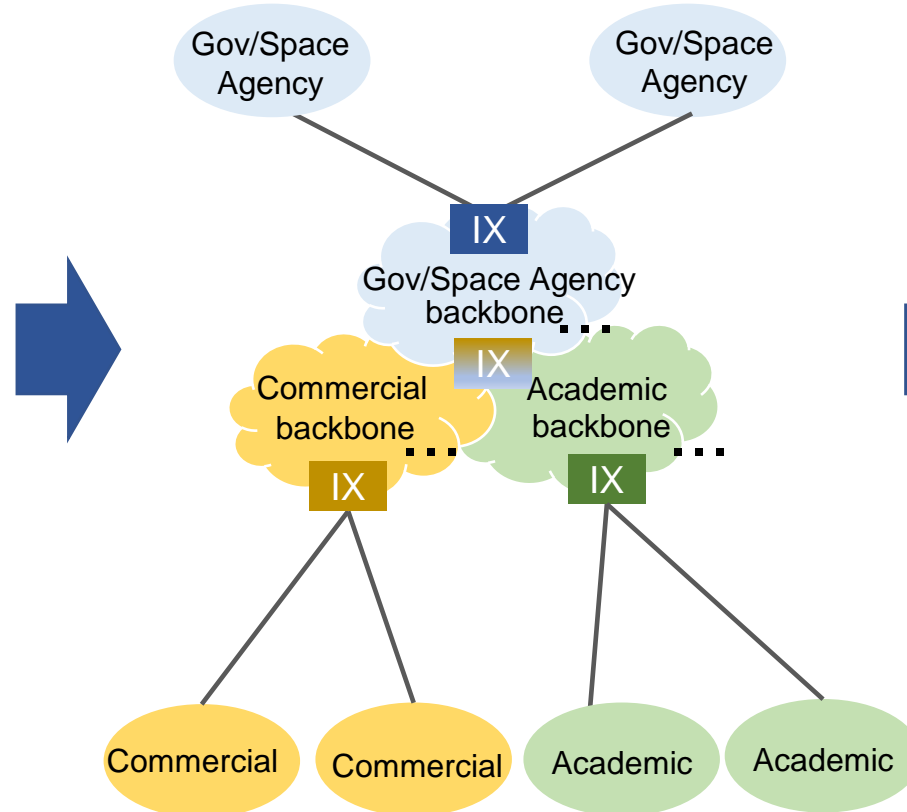 Gov/Space
Agency
Gov/Space
Agency
IX
Gov/Space Agency
backbone
...
IX
Commercial
backbone
...
Academic
backbone
...
IX
IX
Commercial
Commercial
Academic
Academic